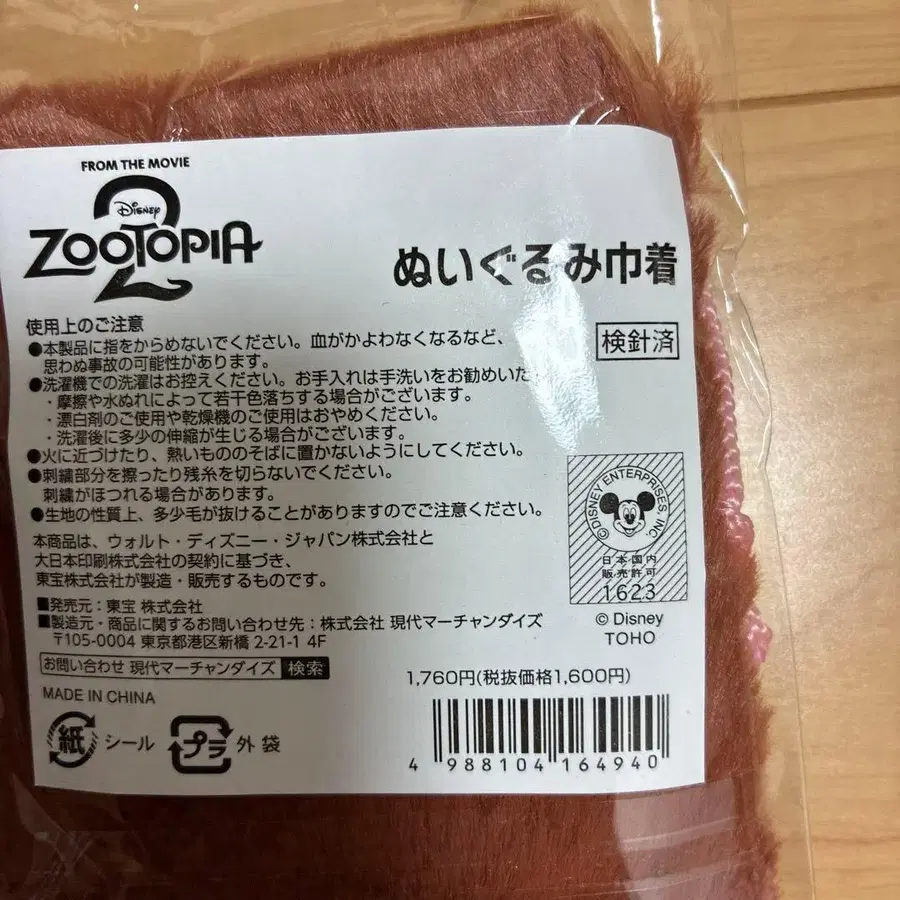 FROM THE MOVIE
Disney
ZOOTOPIA
2
ぬいぐるみ巾着
使用上のご注意
検針済
●本製品に指をからめないでください。血がかよわなくなるなど、
思わぬ事故の可能性があります。
●洗濯機での洗濯はお控えください。お手入れは手洗いをお勧めいた
・摩擦や水ぬれによって若干色落ちする場合がございます。
・漂白剤のご使用や乾燥機のご使用はおやめください。
・洗濯後に多少の伸縮が生じる場合がございます。
●火に近づけたり、熱いもののそばに置かないようにしてください。
●刺繍部分を擦ったり残糸を切らないでください。
刺繍がほつれる場合があります。
●生地の性質上、多少毛が抜けることがありますのでご注意ください。
©DISNEY ENTERPRISES, INC.
日本国内
販売許可
1623
本商品は、ウォルト・ディズニー・ジャパン株式会社と
大日本印刷株式会社の契約に基づき、
東宝株式会社が製造・販売するものです。
■発売元：東宝 株式会社
■製造元・商品に関するお問い合わせ先：株式会社 現代マーチャンダイズ
〒105-0004 東京都港区新橋 2-21-1 4F
© Disney
TOHO
お問い合わせ 現代マーチャンダイズ 検索
1,760円(税抜価格1,600円)
MADE IN CHINA
紙 シール
プラ 外袋
4 988104 164940